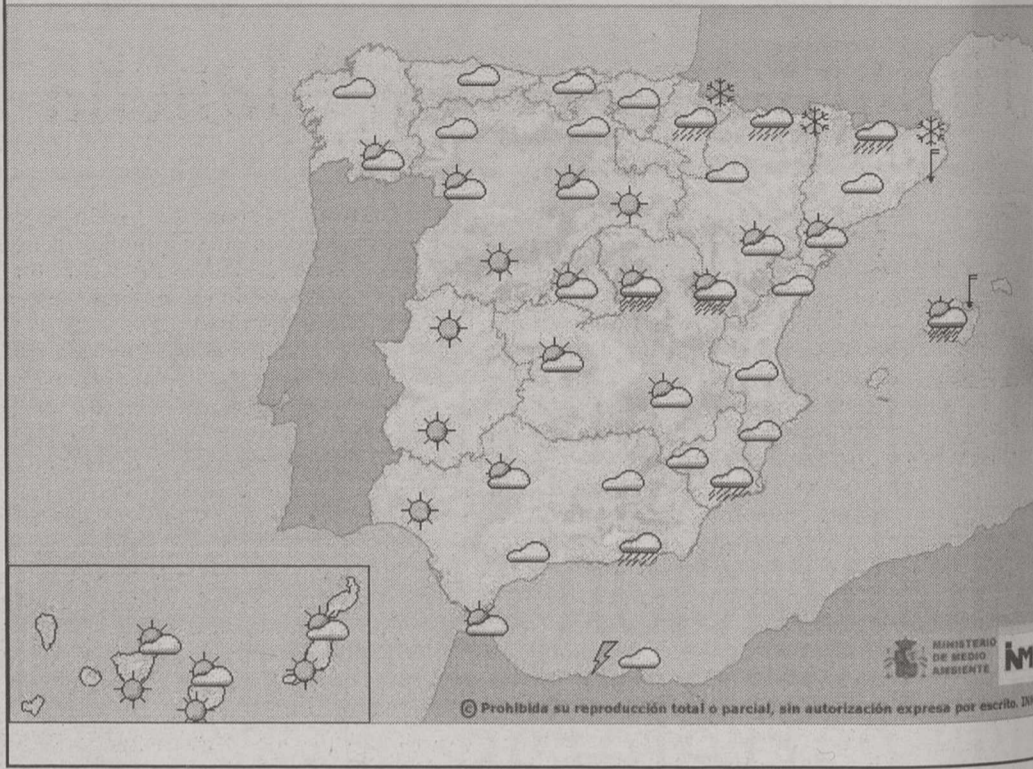 MINISTERIO
DE MEDIO
AMBIENTE
© Prohibida su reproducción total o parcial, sin autorización expresa por escrito.